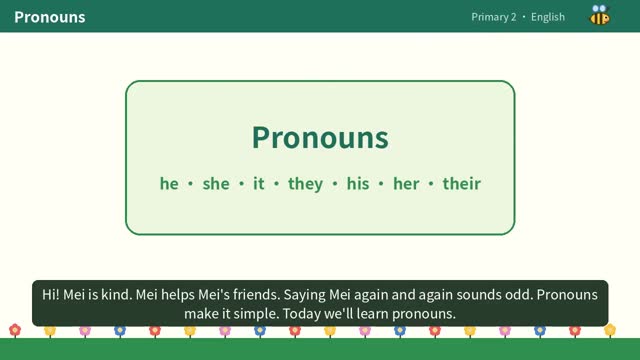 Pronouns
Primary 2 • English
Pronouns
he • she • it • they • his • her • their
Hi! Mei is kind. Mei helps Mei's friends. Saying Mei again and again sounds odd. Pronouns
make it simple. Today we'll learn pronouns.